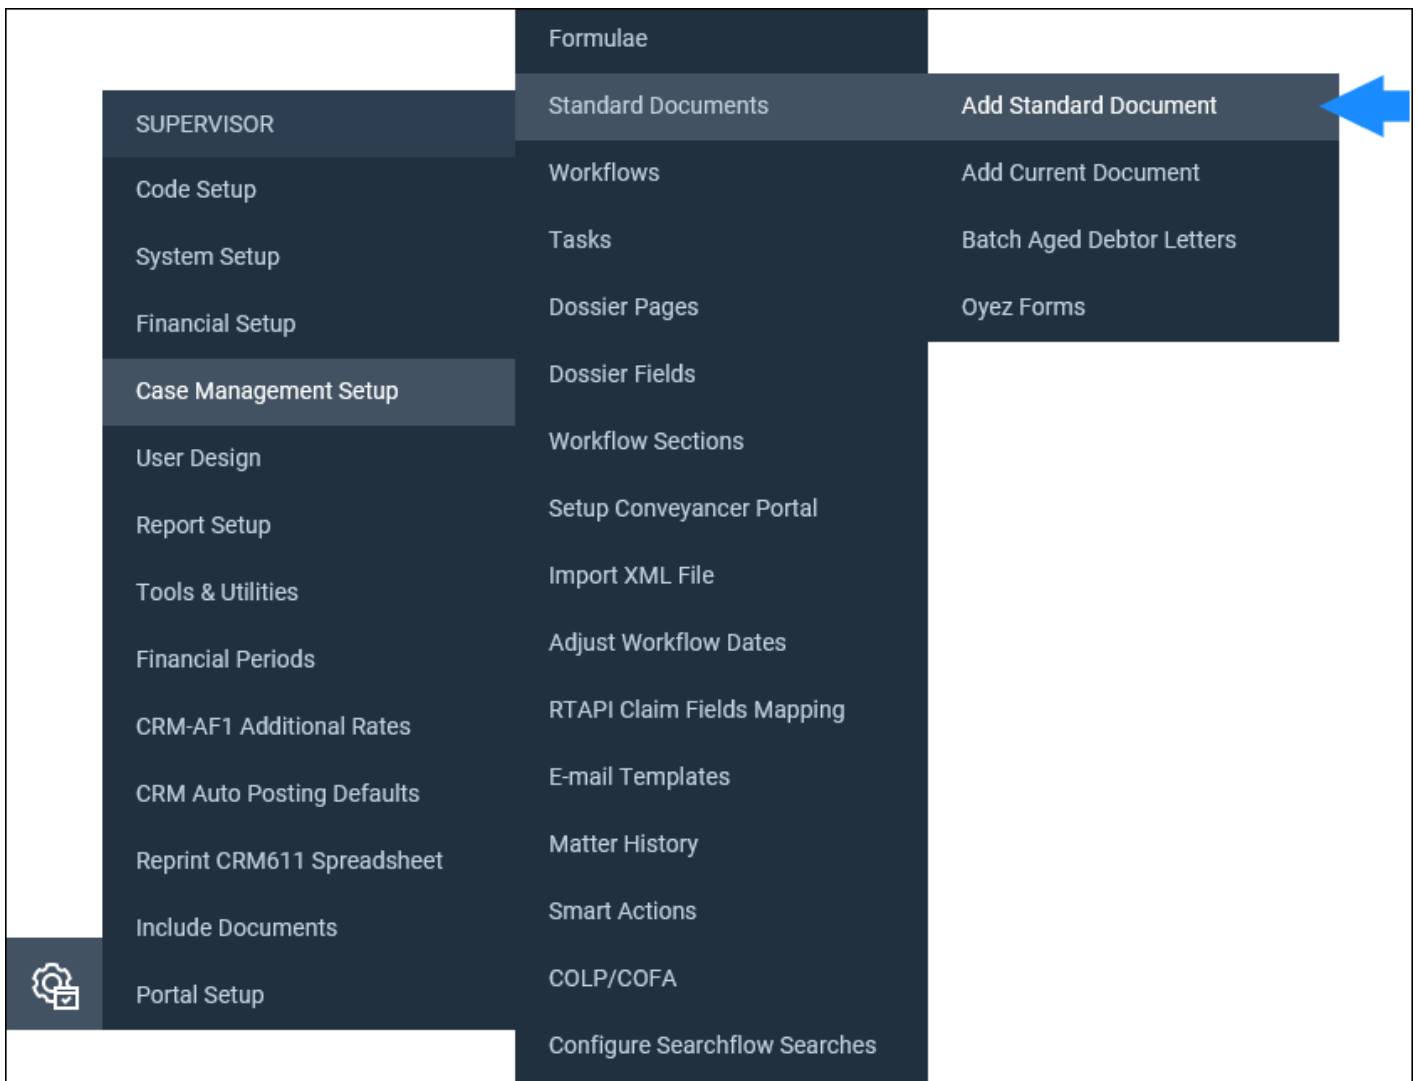 SUPERVISOR
Code Setup
System Setup
Financial Setup
Case Management Setup
User Design
Report Setup
Tools & Utilities
Financial Periods
CRM-AF1 Additional Rates
CRM Auto Posting Defaults
Reprint CRM611 Spreadsheet
Include Documents
Portal Setup
Formulae
Standard Documents
Workflows
Tasks
Dossier Pages
Dossier Fields
Workflow Sections
Setup Conveyancer Portal
Import XML File
Adjust Workflow Dates
RTAPI Claim Fields Mapping
E-mail Templates
Matter History
Smart Actions
COLP/COFA
Configure Searchflow Searches
Add Standard Document
Add Current Document
Batch Aged Debtor Letters
Oyez Forms